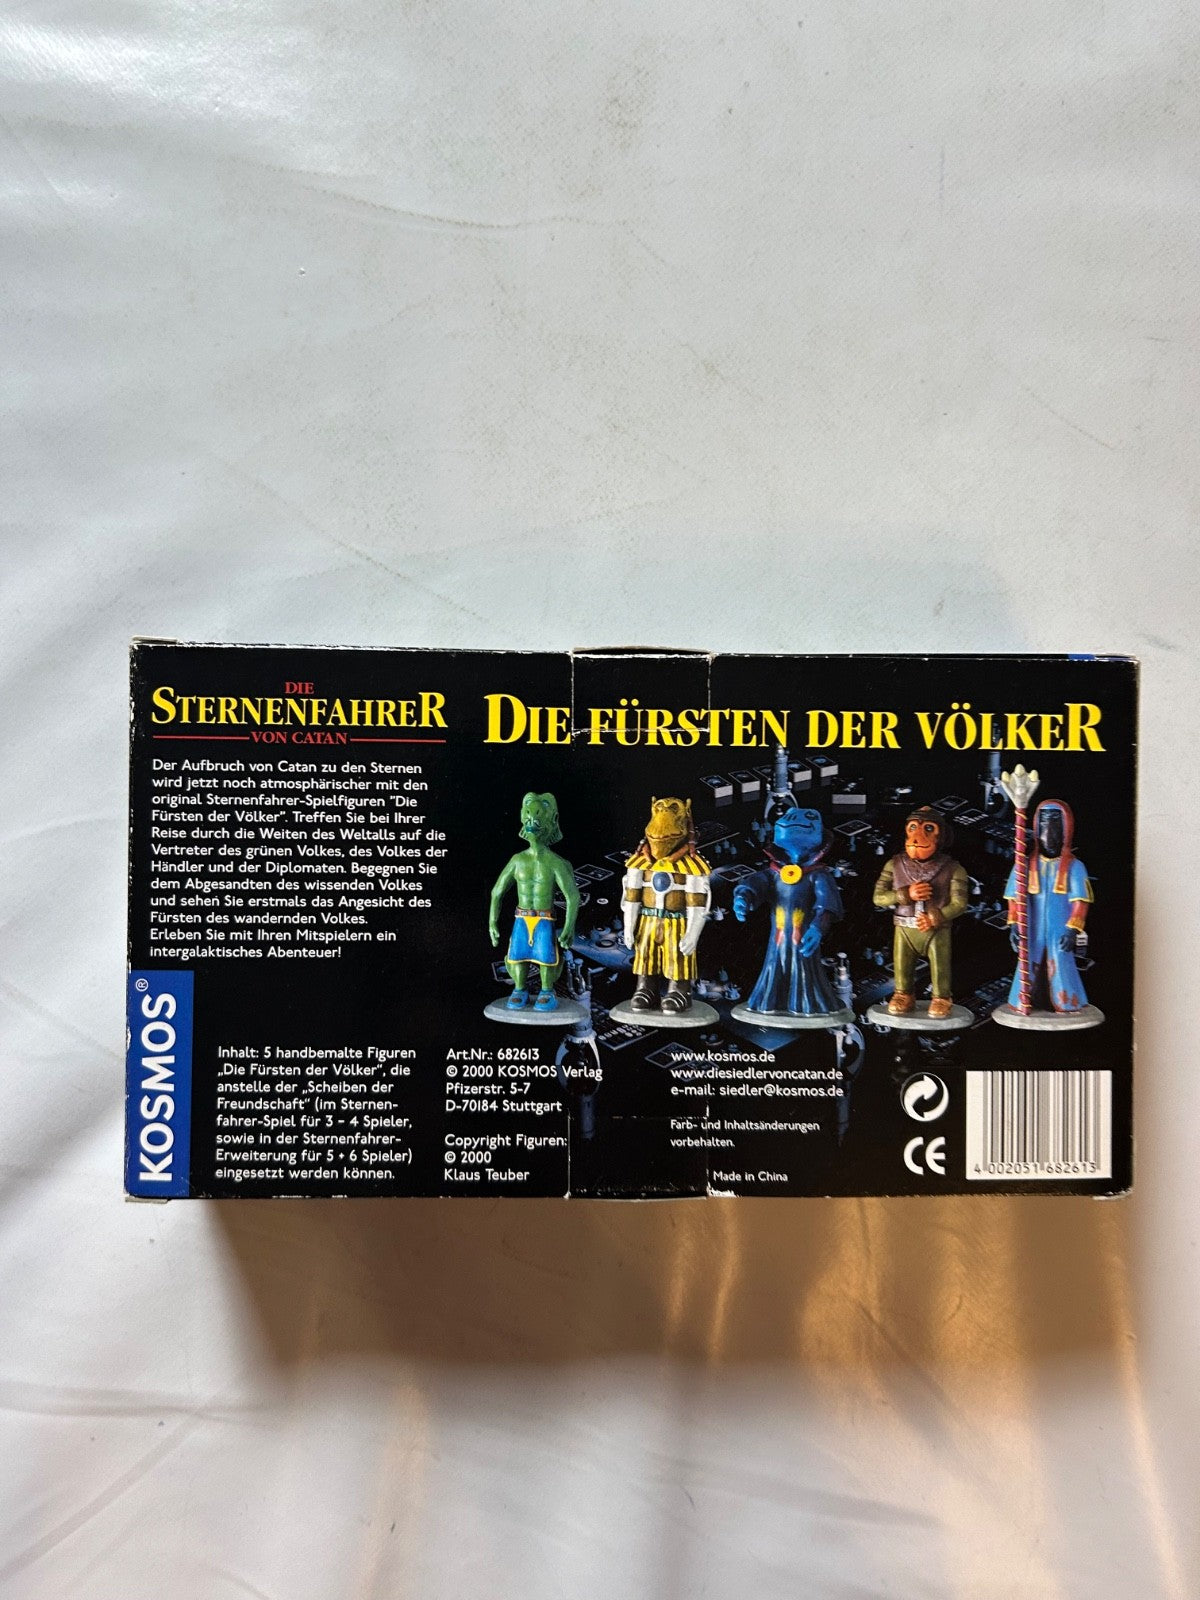 DIE
STERNENFAHRER
VON CATAN
DIE FÜRSTEN DER VÖLKER
Der Aufbruch von Catan zu den Sternen
wird jetzt noch atmosphärischer mit den
original Sternenfahrer-Spielfiguren "Die
Fürsten der Völker". Treffen Sie bei Ihrer
Reise durch die Weiten des Weltalls auf die
Vertreter des grünen Volkes, des Volkes der
Händler und der Diplomaten. Begegnen Sie
dem Abgesandten des wissenden Volkes
und sehen Sie erstmals das Angesicht des
Fürsten des wandernden Volkes.
Erleben Sie mit Ihren Mitspielern ein
intergalaktisches Abenteuer!
KOSMOS®
Inhalt: 5 handbemalte Figuren
„Die Fürsten der Völker", die
anstelle der „Scheiben der
Freundschaft" (im Sternen-
fahrer-Spiel für 3 - 4 Spieler,
sowie in der Sternenfahrer-
Erweiterung für 5 + 6 Spieler)
eingesetzt werden können.
Art.Nr.: 682613
© 2000 KOSMOS Verlag
Pfizerstr. 5-7
D-70184 Stuttgart
Copyright Figuren:
© 2000
Klaus Teuber
www.kosmos.de
www.diesiedlervoncatan.de
e-mail: siedler@kosmos.de
Farb- und Inhaltsänderungen
vorbehalten.
Made in China
CE
4 002051 682613